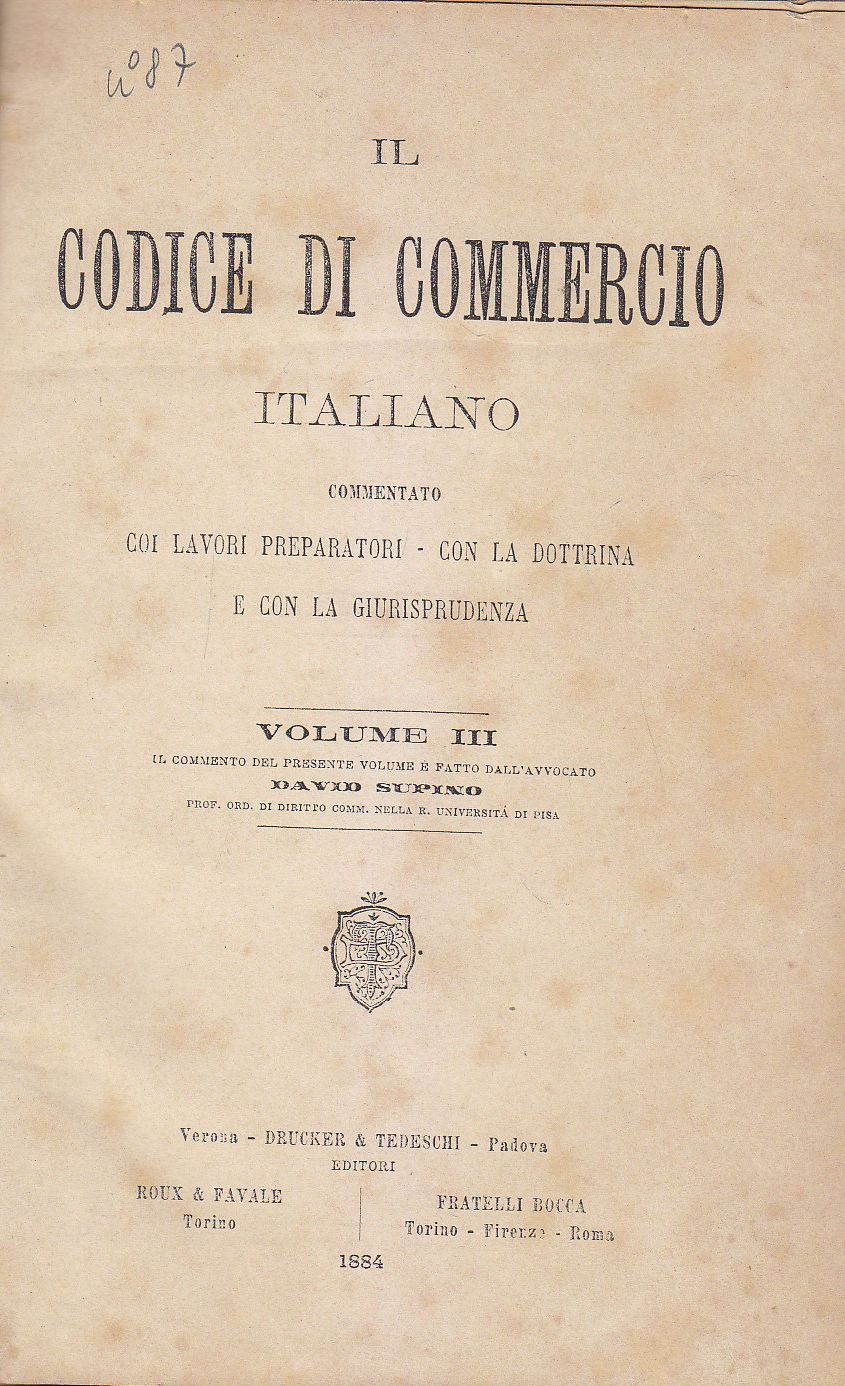 n° 87
IL
CODICE DI COMMERCIO
ITALIANO
COMMENTATO
COI LAVORI PREPARATORI - CON LA DOTTRINA
E CON LA GIURISPRUDENZA
VOLUME III
IL COMMENTO DEL PRESENTE VOLUME È FATTO DALL'AVVOCATO
DAVID SUPINO
PROF. ORD. DI DIRITTO COMM. NELLA R. UNIVERSITÁ DI PISA
Verona - DRUCKER & TEDESCHI - Padova
EDITORI
ROUX & FAVALE
Torino
FRATELLI BOCCA
Torino - Firenze - Roma
1884